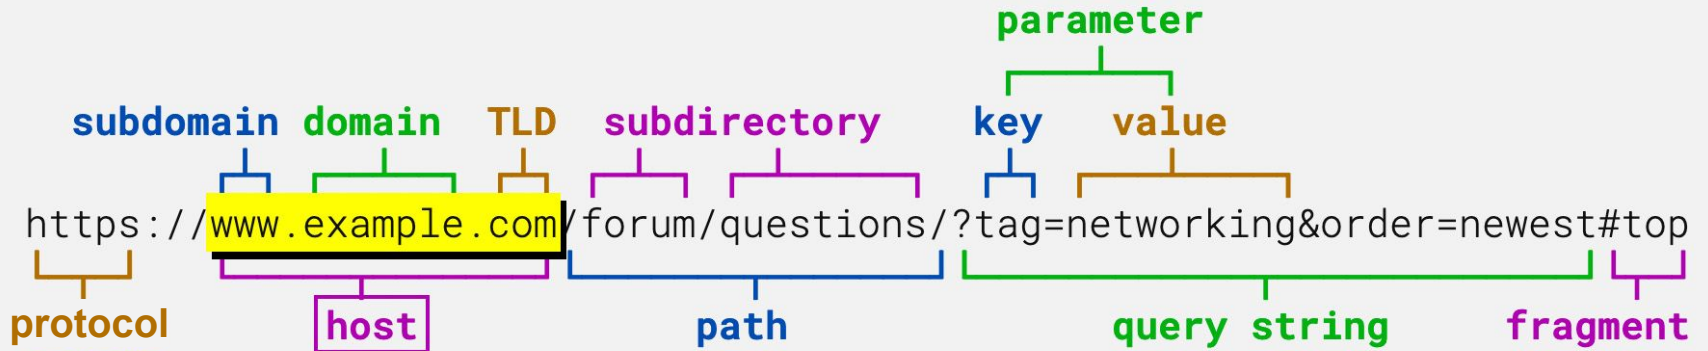 parameter
subdomain domain TLD subdirectory key value
https://www.example.com/forum/questions/?tag=networking&order=newest#top
protocol host path query string fragment